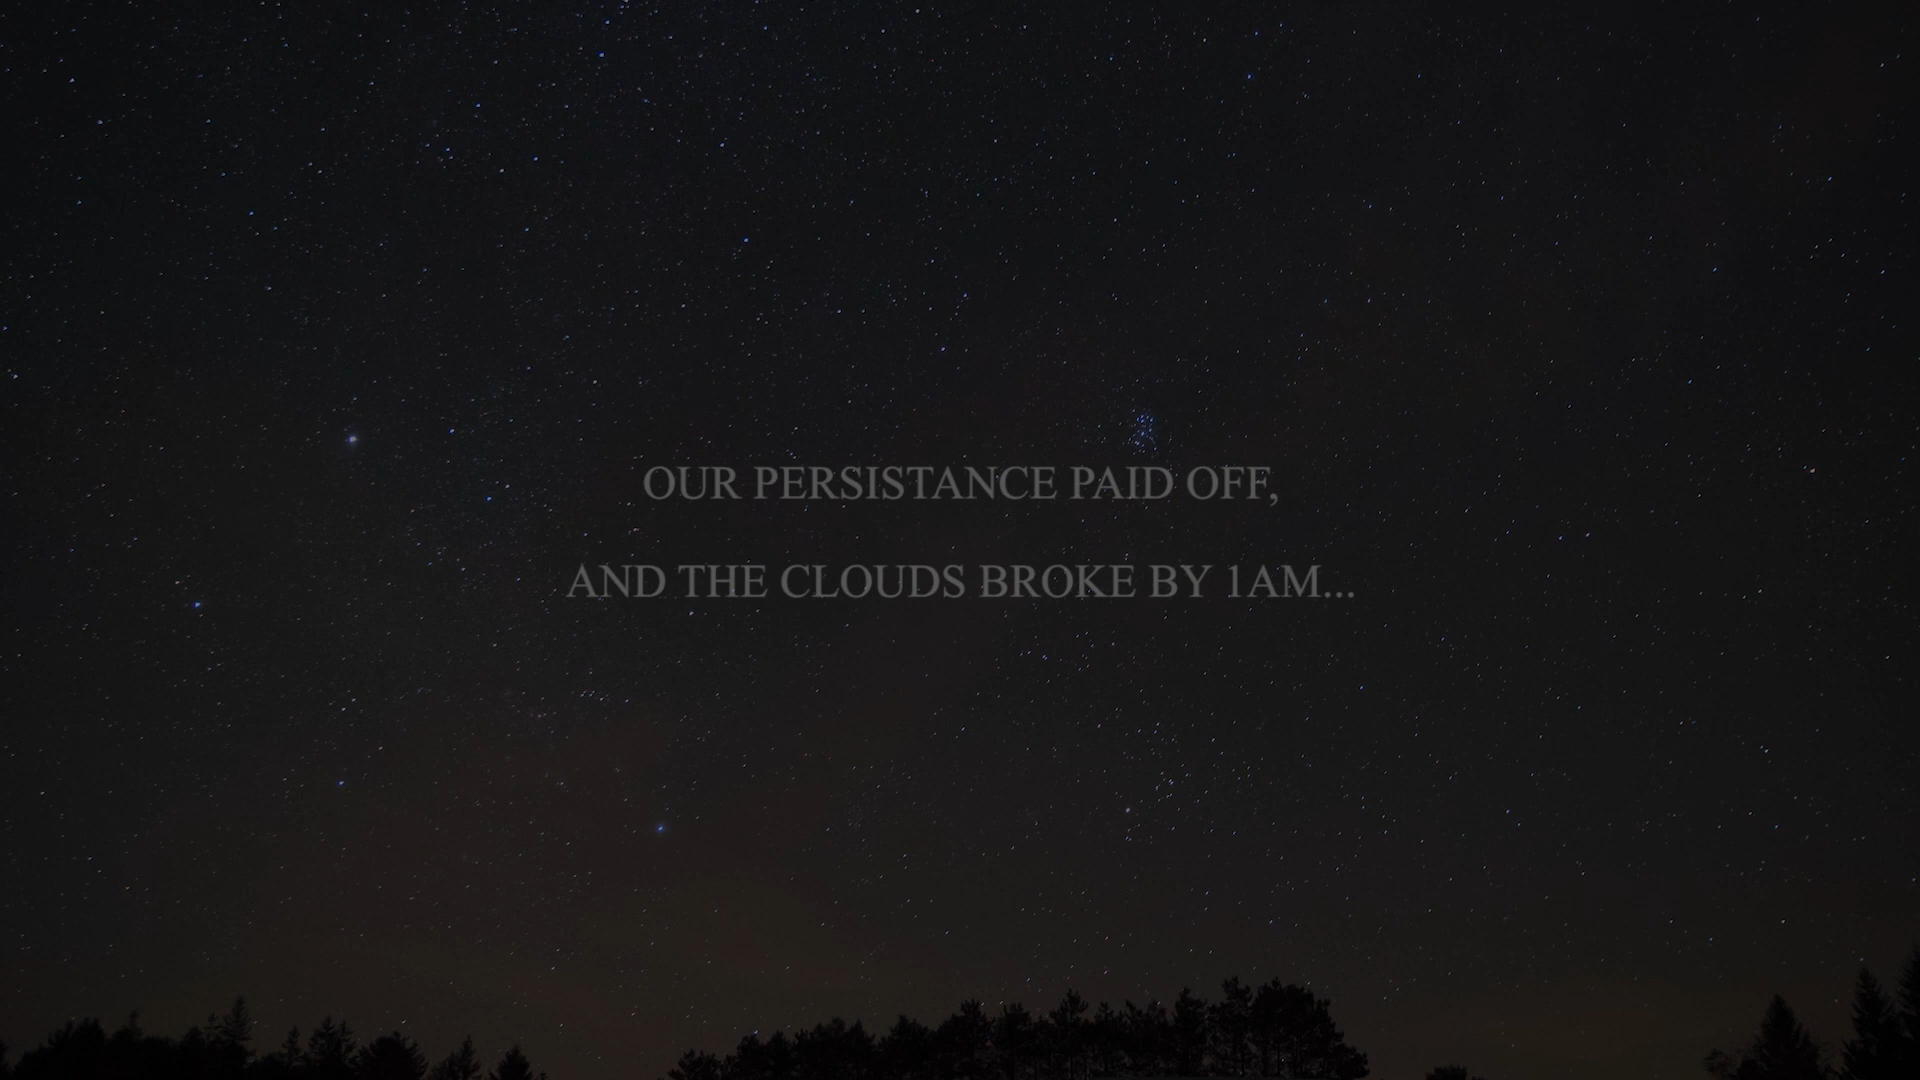 OUR PERSISTANCE PAID OFF,
AND THE CLOUDS BROKE BY 1AM...